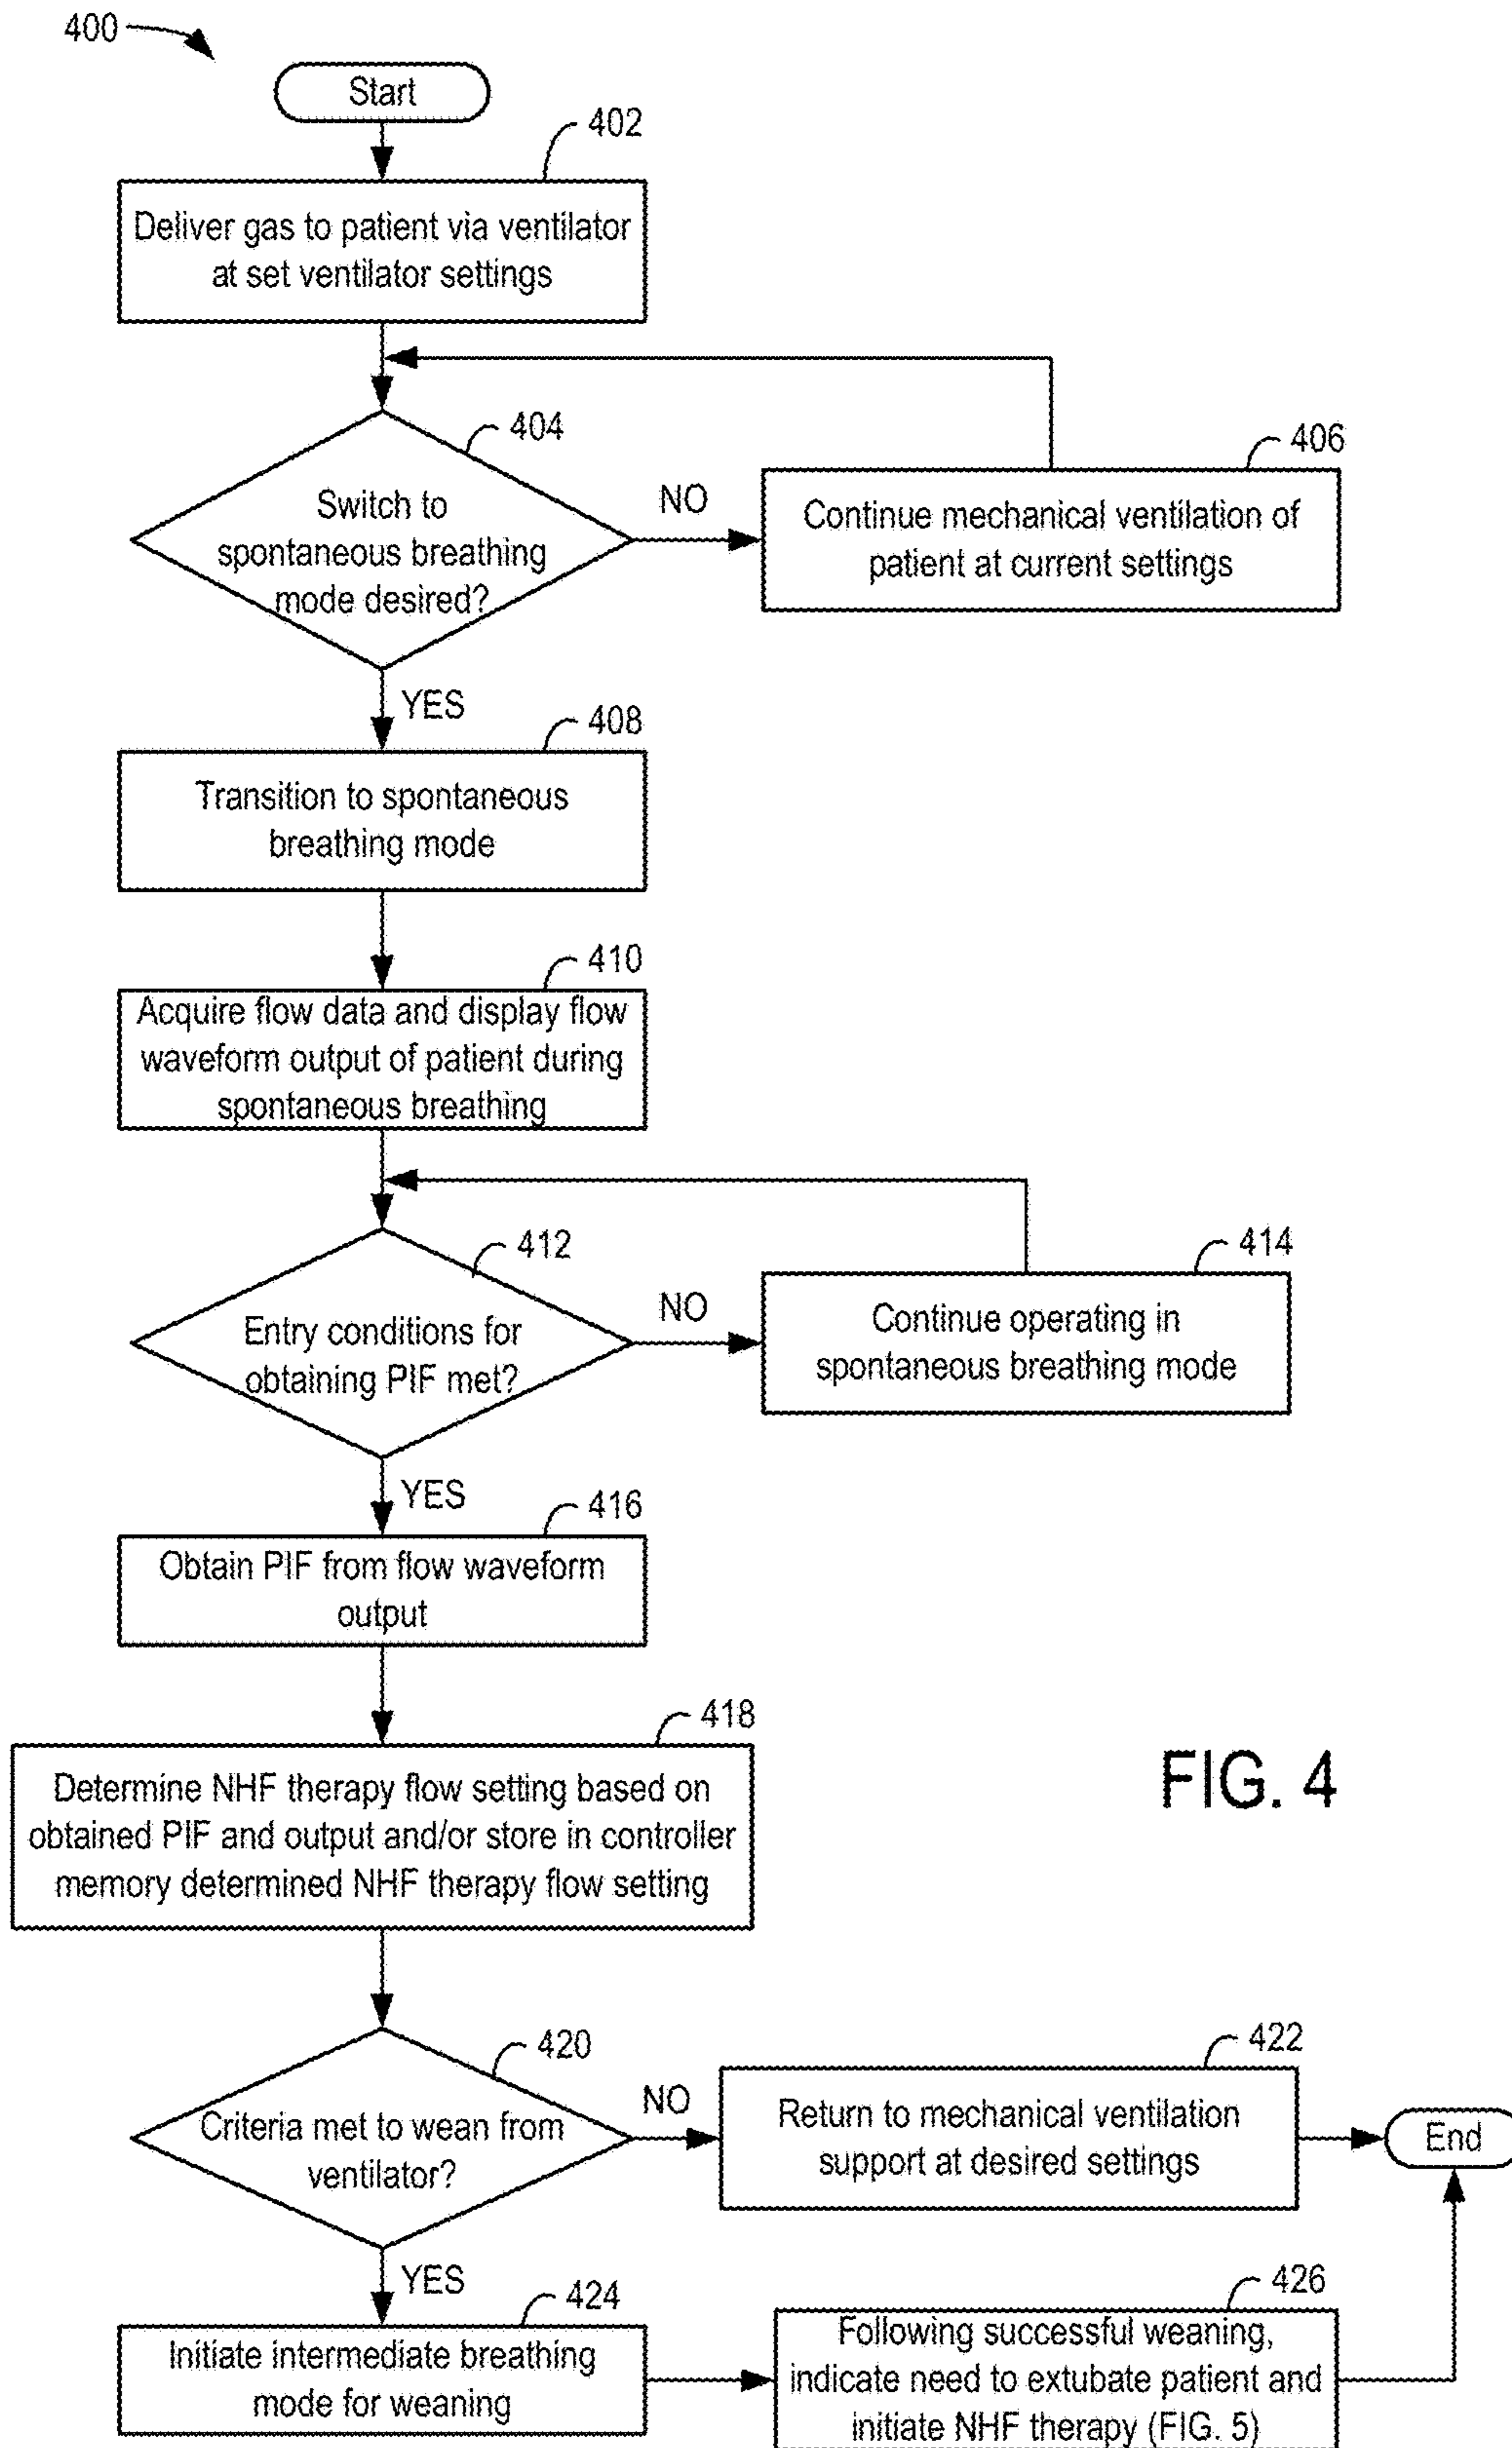 400
Start
402
Deliver gas to patient via ventilator
at set ventilator settings
404
Switch to
spontaneous breathing
mode desired?
NO
406
Continue mechanical ventilation of
patient at current settings
YES
408
Transition to spontaneous
breathing mode
410
Acquire flow data and display flow
waveform output of patient during
spontaneous breathing
412
Entry conditions for
obtaining PIF met?
NO
414
Continue operating in
spontaneous breathing mode
YES
416
Obtain PIF from flow waveform
output
418
Determine NHF therapy flow setting based on
obtained PIF and output and/or store in controller
memory determined NHF therapy flow setting
FIG. 4
420
Criteria met to wean from
ventilator?
NO
422
Return to mechanical ventilation
support at desired settings
End
YES
424
Initiate intermediate breathing
mode for weaning
426
Following successful weaning,
indicate need to extubate patient and
initiate NHF therapy (FIG. 5)